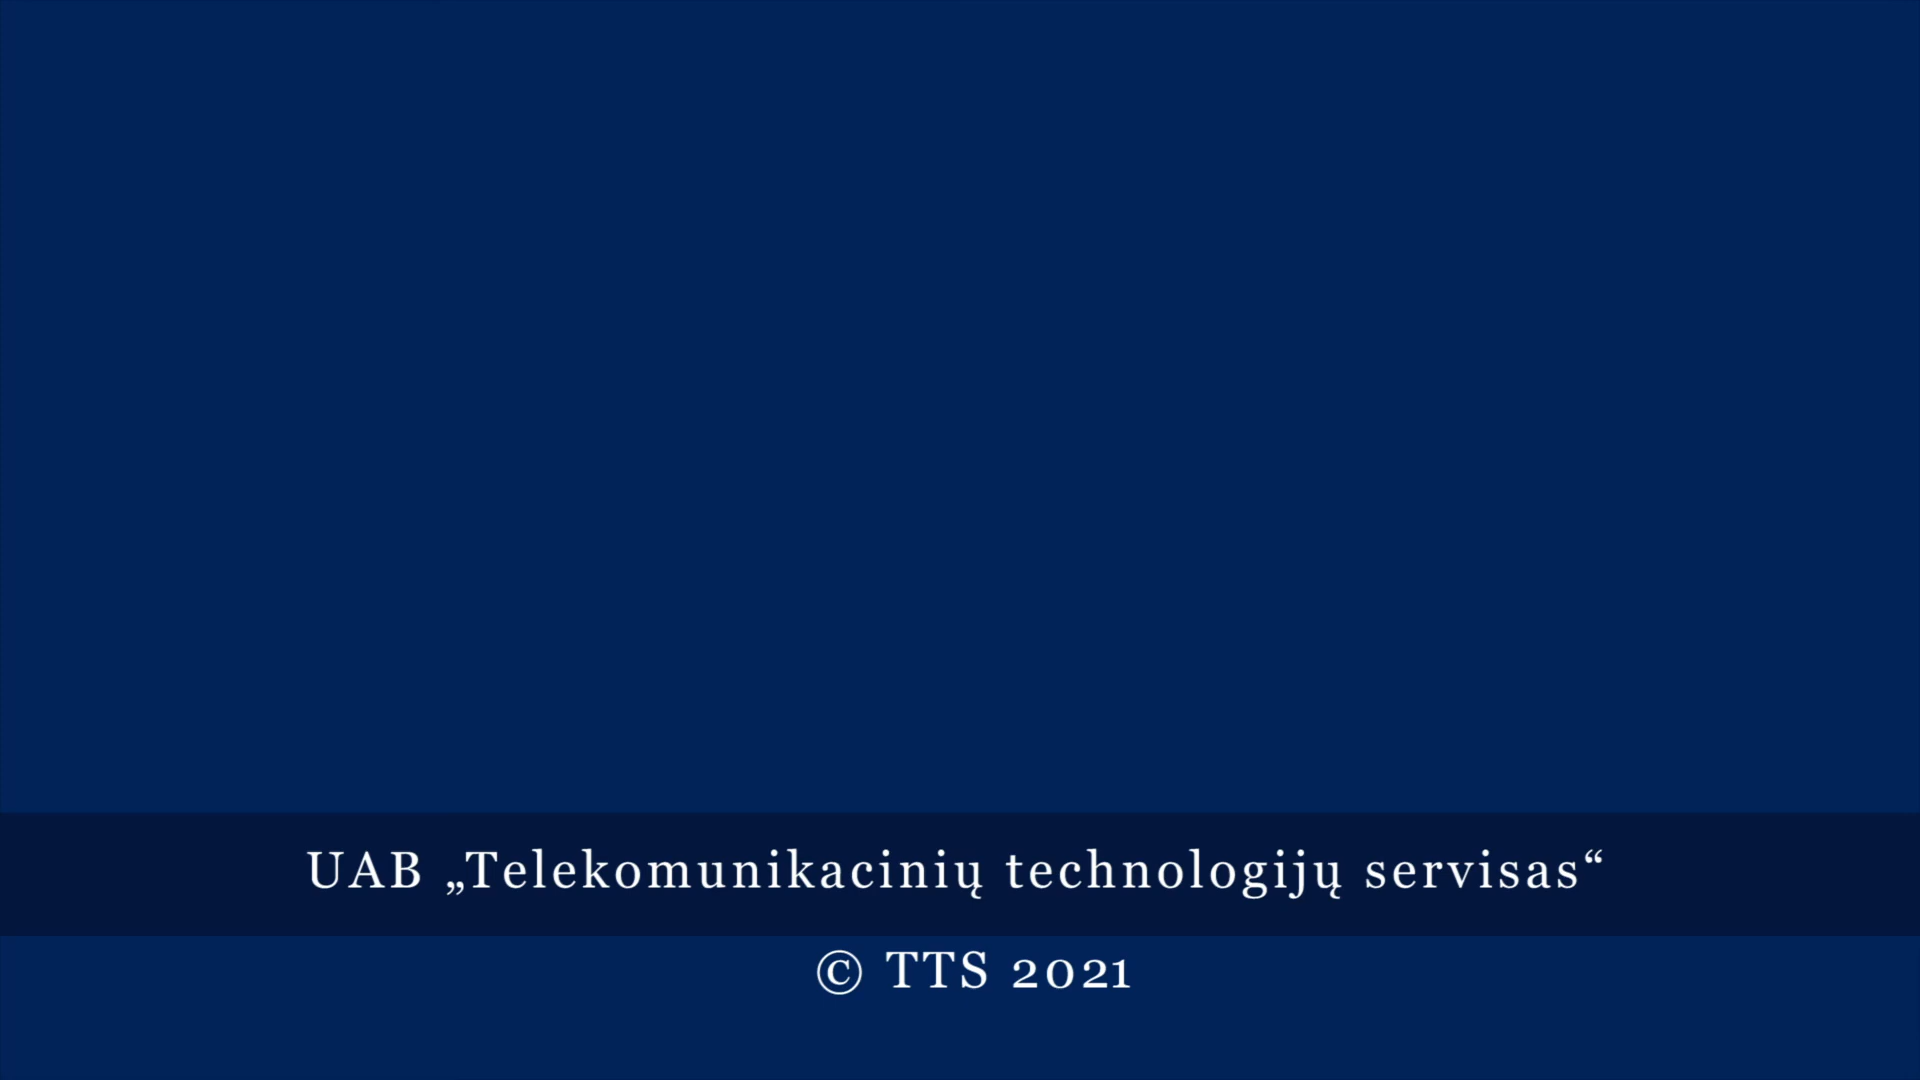 UAB „Telekomunikacinių technologijų servisas“
© TTS 2021